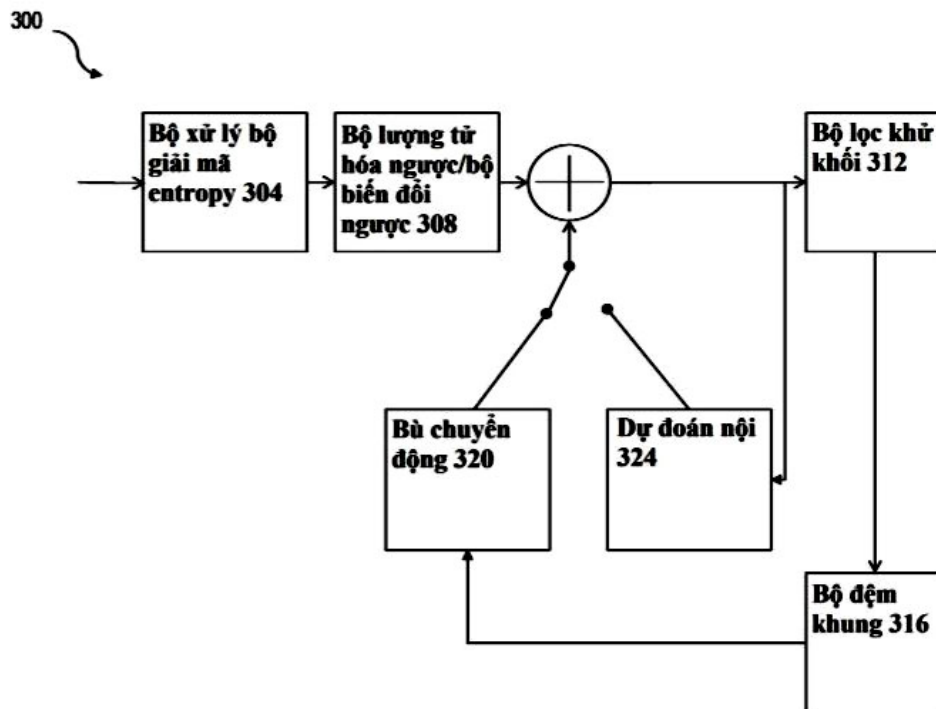 300
Bộ xử lý bộ
giải mã
entropy 304
Bộ lượng tử
hóa ngược/bộ
biến đổi
ngược 308
Bộ lọc khử
khối 312
Bù chuyển
động 320
Dự đoán nội
324
Bộ đệm
khung 316